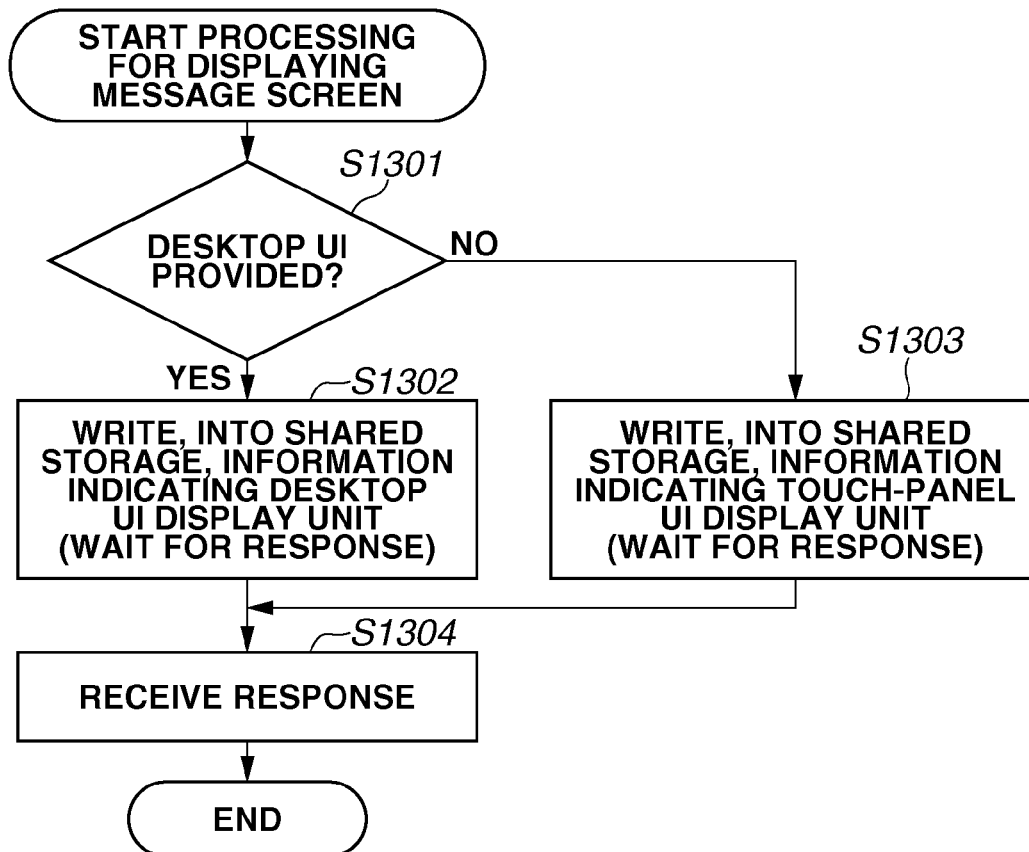 START PROCESSING
FOR DISPLAYING
MESSAGE SCREEN
S1301
DESKTOP UI
PROVIDED?
NO
YES
S1302
WRITE, INTO SHARED
STORAGE, INFORMATION
INDICATING DESKTOP
UI DISPLAY UNIT
(WAIT FOR RESPONSE)
S1303
WRITE, INTO SHARED
STORAGE, INFORMATION
INDICATING TOUCH-PANEL
UI DISPLAY UNIT
(WAIT FOR RESPONSE)
S1304
RECEIVE RESPONSE
END